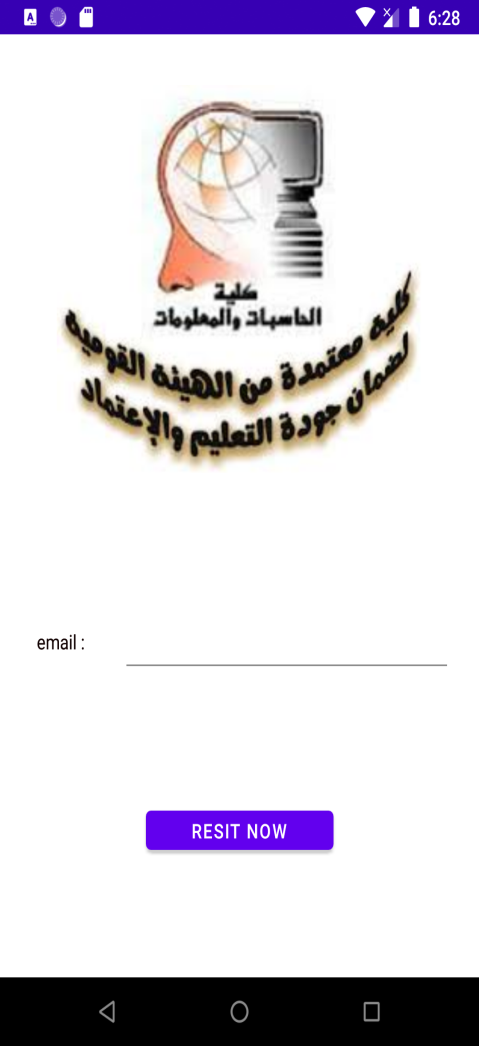 6:28
كلية
الحاسبات والمعلومات
كلية معتمدة من الهيئة القومية
لضمان جودة التعليم والإعتماد
email :
RESIT NOW